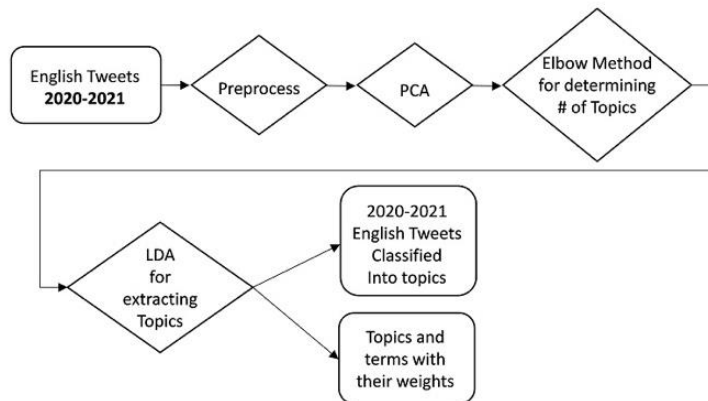 English Tweets
2020-2021
Preprocess
PCA
Elbow Method
for determining
# of Topics
LDA
for
extracting
Topics
2020-2021
English Tweets
Classified
Into topics
Topics and
terms with
their weights